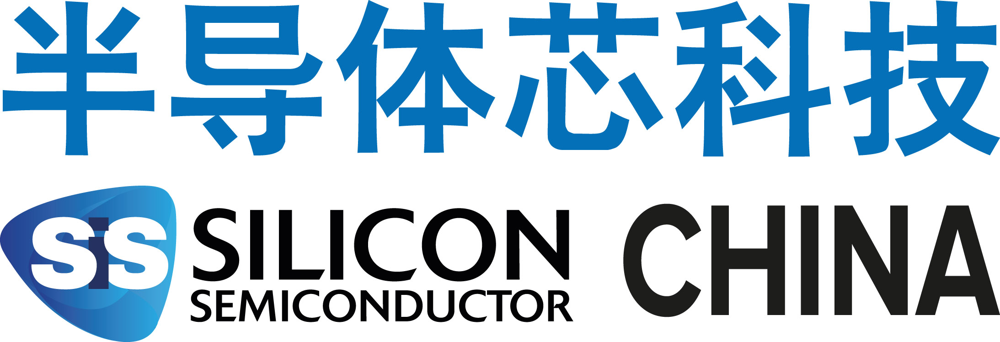 半导体芯科技
SiS SILICON CHINA
SEMICONDUCTOR